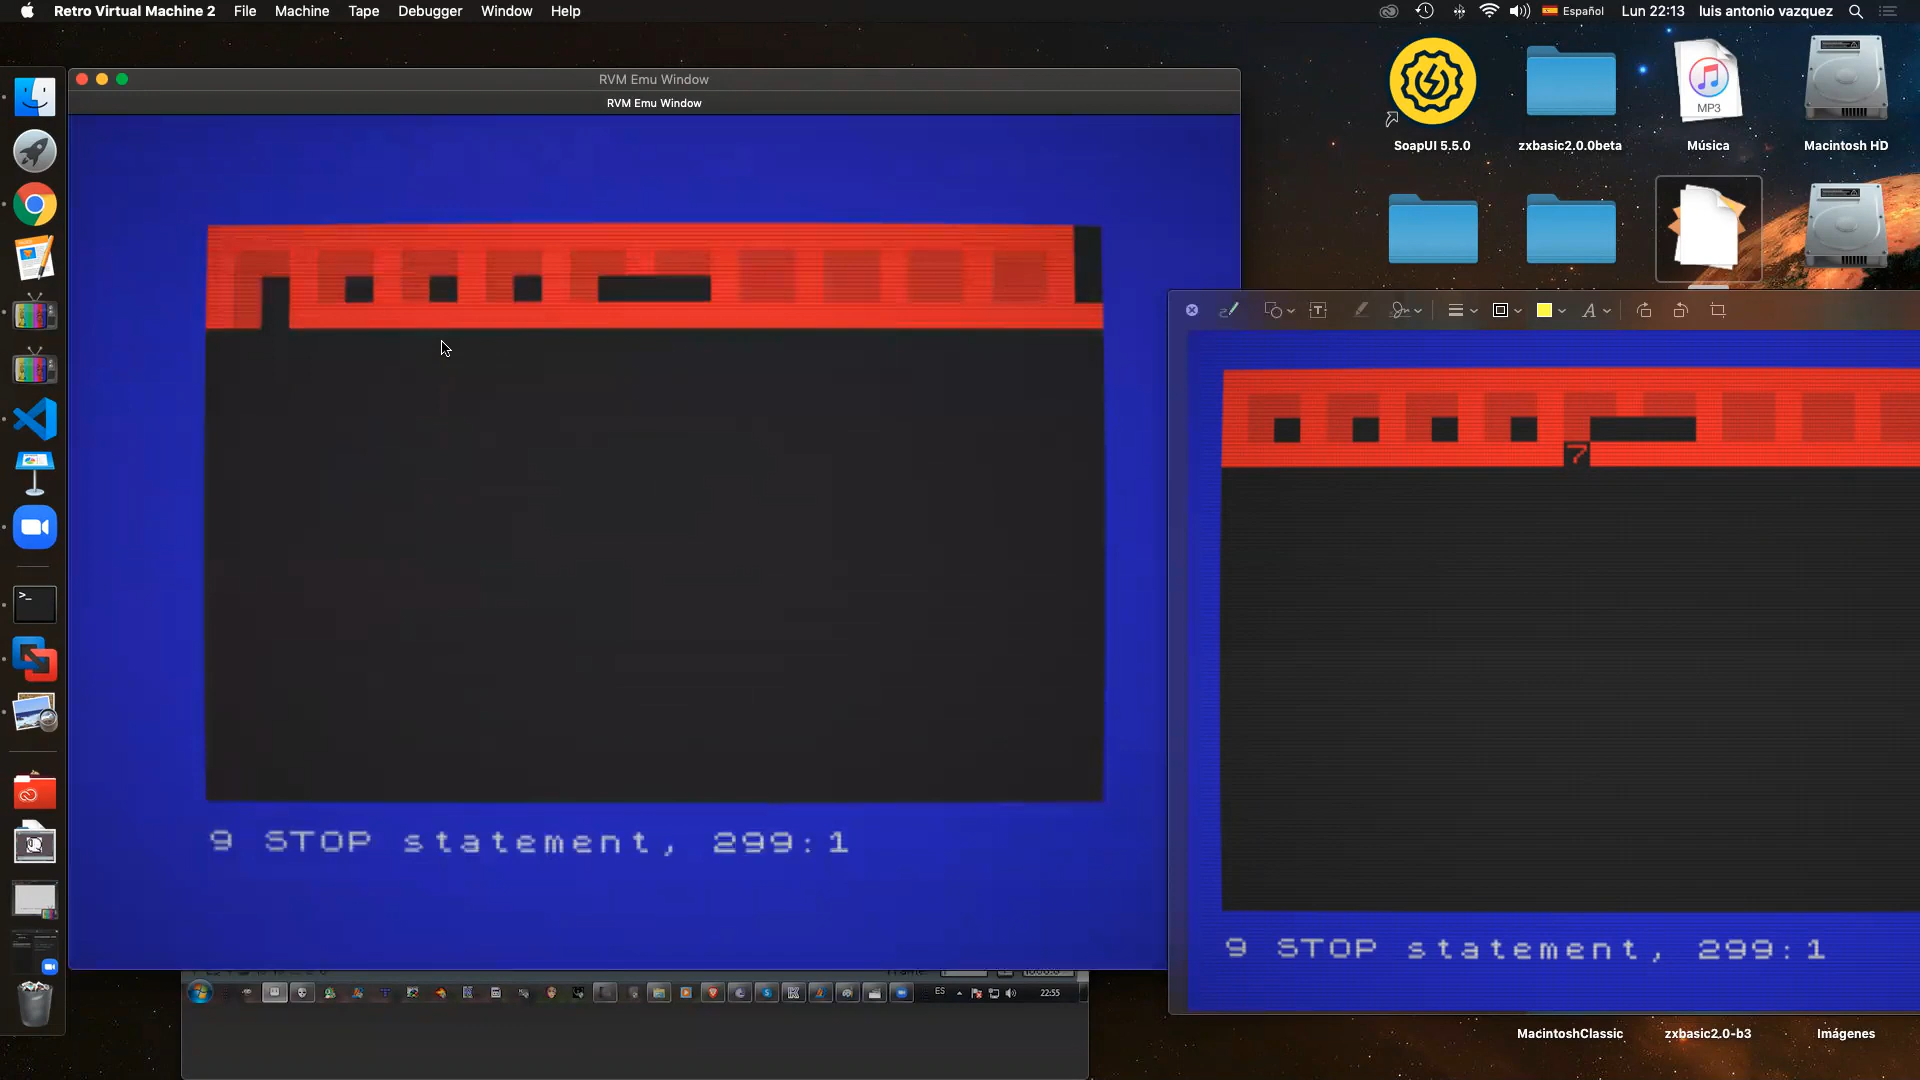 Retro Virtual Machine 2 File Machine Tape Debugger Window Help
Español Lun 22:13 luis antonio vazquez
RVM Emu Window
RVM Emu Window
MP3
SoapUI 5.5.0 zxbasic2.0.0beta Música Macintosh HD
T A
7
9 STOP statement, 299:1
9 STOP statement, 299:1
ES 22:55
MacintoshClassic zxbasic2.0-b3 Imágenes